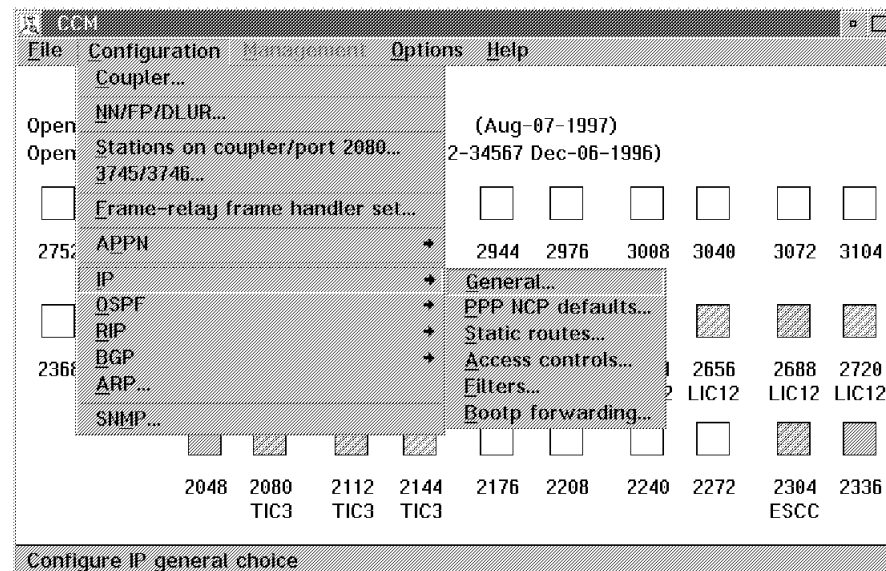 CCM
File Configuration Management Options Help
Coupler...
NN/FP/DLUR...
Stations on coupler/port 2080...
3745/3746...
Frame-relay frame handler set...
APPN
IP
OSPF
RIP
BGP
ARP...
SNMP...
General...
PPP NCP defaults...
Static routes...
Access controls...
Filters...
Bootp forwarding...
Open (Aug-07-1997)
Open 2-34567 Dec-06-1996)
2752 2944 2976 3008 3040 3072 3104
2368 2656 2688 2720
LIC12 LIC12 LIC12
2048 2080 2112 2144 2176 2208 2240 2272 2304 2336
TIC3 TIC3 TIC3 ESCC
Configure IP general choice